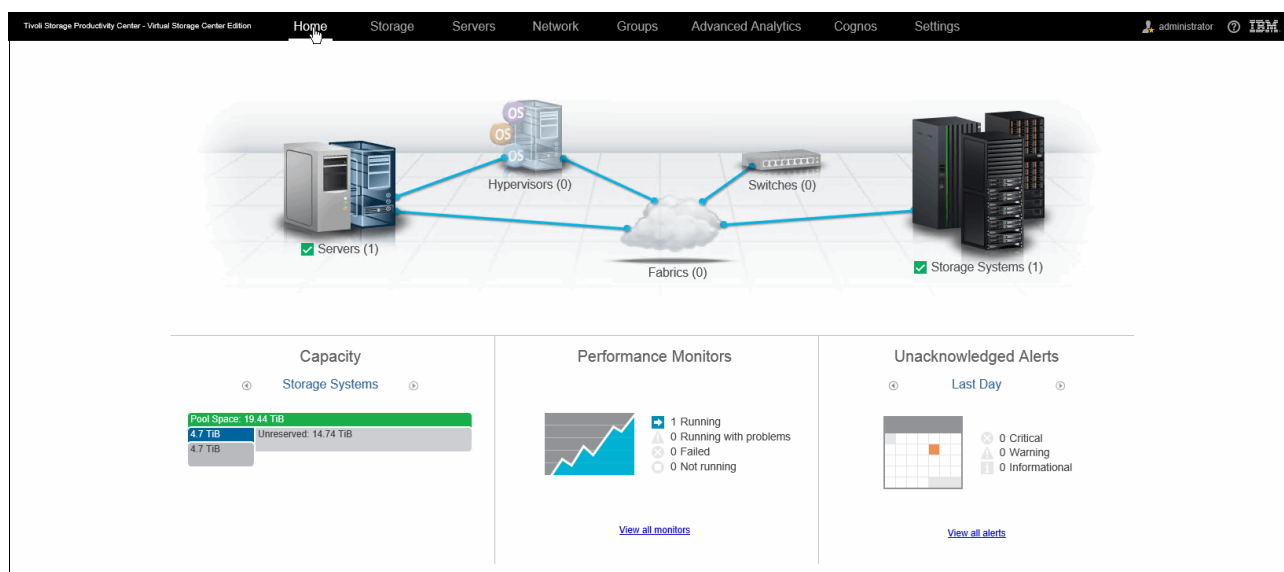 Tivoli Storage Productivity Center - Virtual Storage Center Edition
Home
Storage
Servers
Network
Groups
Advanced Analytics
Cognos
Settings
administrator
?
IBM
OS
OS
OS
Hypervisors (0)
Switches (0)
Servers (1)
Fabrics (0)
Storage Systems (1)
Capacity
Storage Systems
Pool Space: 19.44 TiB
4.7 TiB
Unreserved: 14.74 TiB
4.7 TiB
Performance Monitors
1 Running
0 Running with problems
0 Failed
0 Not running
View all monitors
Unacknowledged Alerts
Last Day
0 Critical
0 Warning
0 Informational
View all alerts